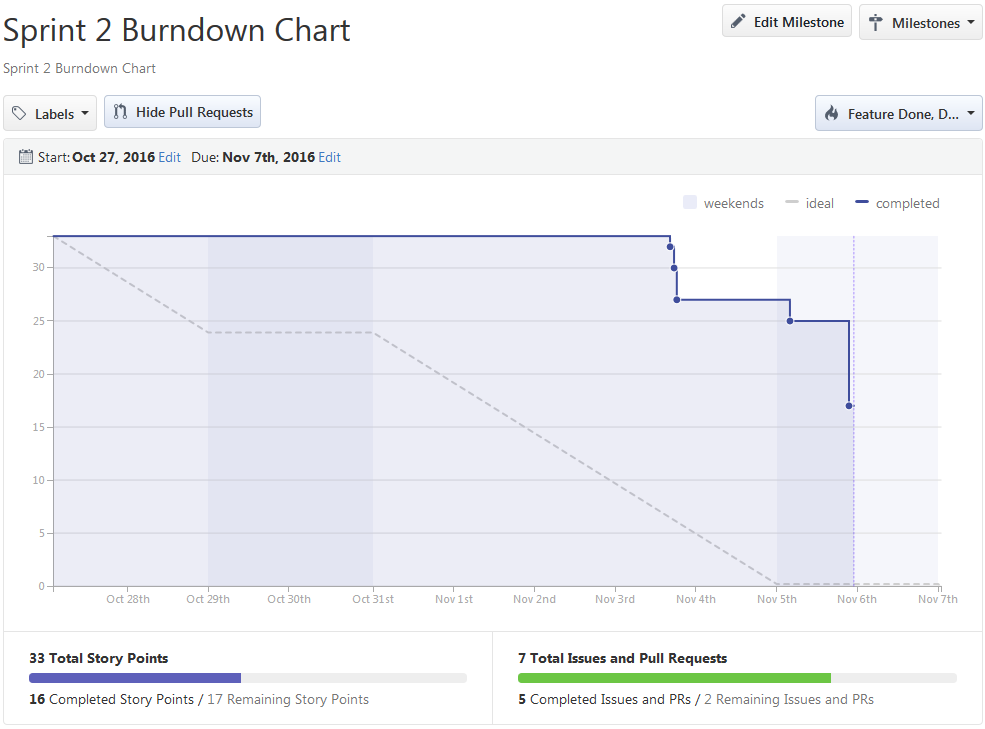 Sprint 2 Burndown Chart
Edit Milestone
Milestones
Sprint 2 Burndown Chart
Labels
Hide Pull Requests
Feature Done, D...
Start: Oct 27, 2016 Edit Due: Nov 7th, 2016 Edit
weekends ideal completed
30
25
20
15
10
5
0
Oct 28th Oct 29th Oct 30th Oct 31st Nov 1st Nov 2nd Nov 3rd Nov 4th Nov 5th Nov 6th Nov 7th
33 Total Story Points
16 Completed Story Points / 17 Remaining Story Points
7 Total Issues and Pull Requests
5 Completed Issues and PRs / 2 Remaining Issues and PRs